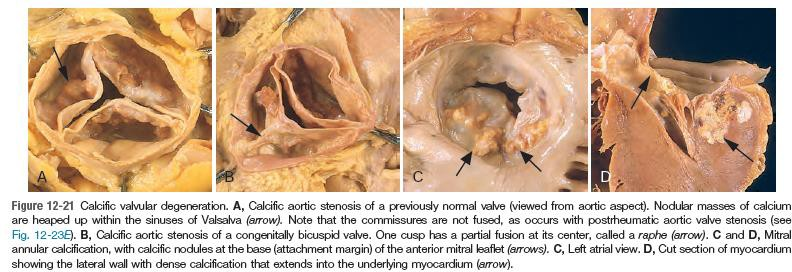 A
B
C
D
Figure 12-21 Calcific valvular degeneration. A, Calcific aortic stenosis of a previously normal valve (viewed from aortic aspect). Nodular masses of calcium
are heaped up within the sinuses of Valsalva (arrow). Note that the commissures are not fused, as occurs with postrheumatic aortic valve stenosis (see
Fig. 12-23E). B, Calcific aortic stenosis of a congenitally bicuspid valve. One cusp has a partial fusion at its center, called a raphe (arrow). C and D, Mitral
annular calcification, with calcific nodules at the base (attachment margin) of the anterior mitral leaflet (arrows). C, Left atrial view. D, Cut section of myocardium
showing the lateral wall with dense calcification that extends into the underlying myocardium (arrow).